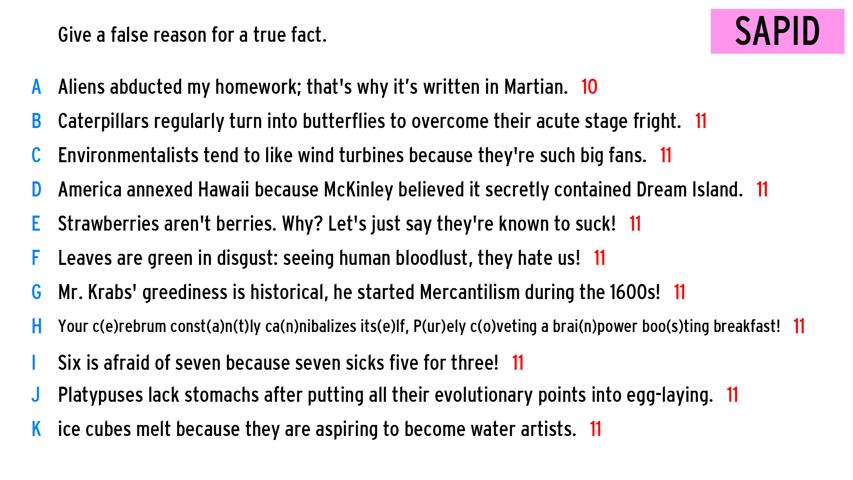 Give a false reason for a true fact.
SAPID
A Aliens abducted my homework; that's why it’s written in Martian. 10
B Caterpillars regularly turn into butterflies to overcome their acute stage fright. 11
C Environmentalists tend to like wind turbines because they're such big fans. 11
D America annexed Hawaii because McKinley believed it secretly contained Dream Island. 11
E Strawberries aren't berries. Why? Let's just say they're known to suck! 11
F Leaves are green in disgust: seeing human bloodlust, they hate us! 11
G Mr. Krabs' greediness is historical, he started Mercantilism during the 1600s! 11
H Your c(e)rebrum const(a)n(t)ly ca(n)nibalizes its(e)lf, P(ur)ely c(o)veting a brai(n)power boo(s)ting breakfast! 11
I Six is afraid of seven because seven sicks five for three! 11
J Platypuses lack stomachs after putting all their evolutionary points into egg-laying. 11
K ice cubes melt because they are aspiring to become water artists. 11